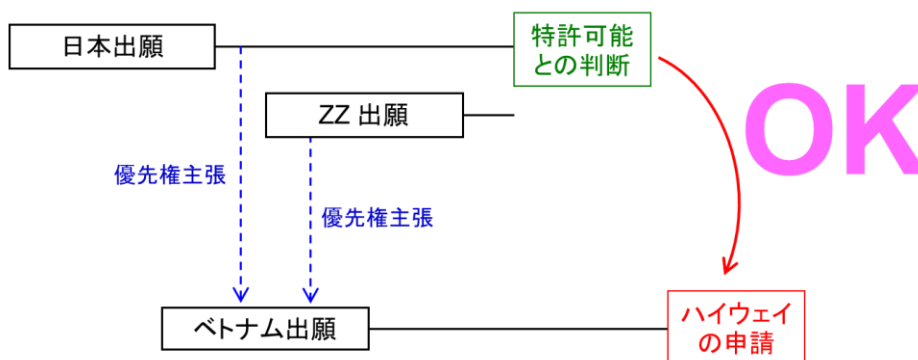 日本出願
特許可能
との判断
ZZ 出願
OK
優先権主張
優先権主張
ベトナム出願
ハイウェイ
の申請